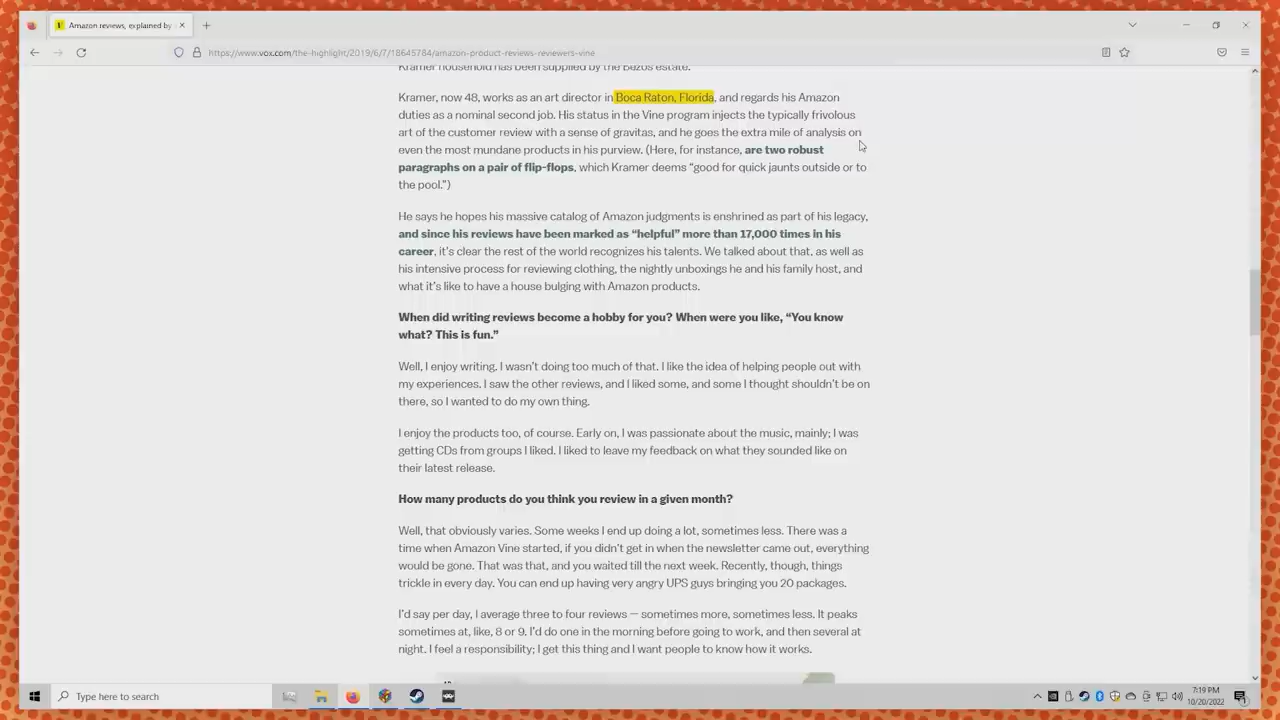 Amazon reviews, explained by
https://www.vox.com/the-highlight/2019/6/7/18645784/amazon-product-reviews-reviewers-vine
Kramer household has been supplied by the Bezos estate.
Kramer, now 48, works as an art director in Boca Raton, Florida, and regards his Amazon
duties as a nominal second job. His status in the Vine program injects the typically frivolous
art of the customer review with a sense of gravitas, and he goes the extra mile of analysis on
even the most mundane products in his purview. (Here, for instance, are two robust
paragraphs on a pair of flip-flops, which Kramer deems “good for quick jaunts outside or to
the pool.”)
He says he hopes his massive catalog of Amazon judgments is enshrined as part of his legacy,
and since his reviews have been marked as “helpful” more than 17,000 times in his
career, it’s clear the rest of the world recognizes his talents. We talked about that, as well as
his intensive process for reviewing clothing, the nightly unboxings he and his family host, and
what it’s like to have a house bulging with Amazon products.
When did writing reviews become a hobby for you? When were you like, “You know
what? This is fun.”
Well, I enjoy writing. I wasn’t doing too much of that. I like the idea of helping people out with
my experiences. I saw the other reviews, and I liked some, and some I thought shouldn’t be on
there, so I wanted to do my own thing.
I enjoy the products too, of course. Early on, I was passionate about the music, mainly; I was
getting CDs from groups I liked. I liked to leave my feedback on what they sounded like on
their latest release.
How many products do you think you review in a given month?
Well, that obviously varies. Some weeks I end up doing a lot, sometimes less. There was a
time when Amazon Vine started, if you didn’t get in when the newsletter came out, everything
would be gone. That was that, and you waited till the next week. Recently, though, things
trickle in every day. You can end up having very angry UPS guys bringing you 20 packages.
I’d say per day, I average three to four reviews — sometimes more, sometimes less. It peaks
sometimes at, like, 8 or 9. I’d do one in the morning before going to work, and then several at
night. I feel a responsibility; I get this thing and I want people to know how it works.
Type here to search
7:19 PM
10/20/2022